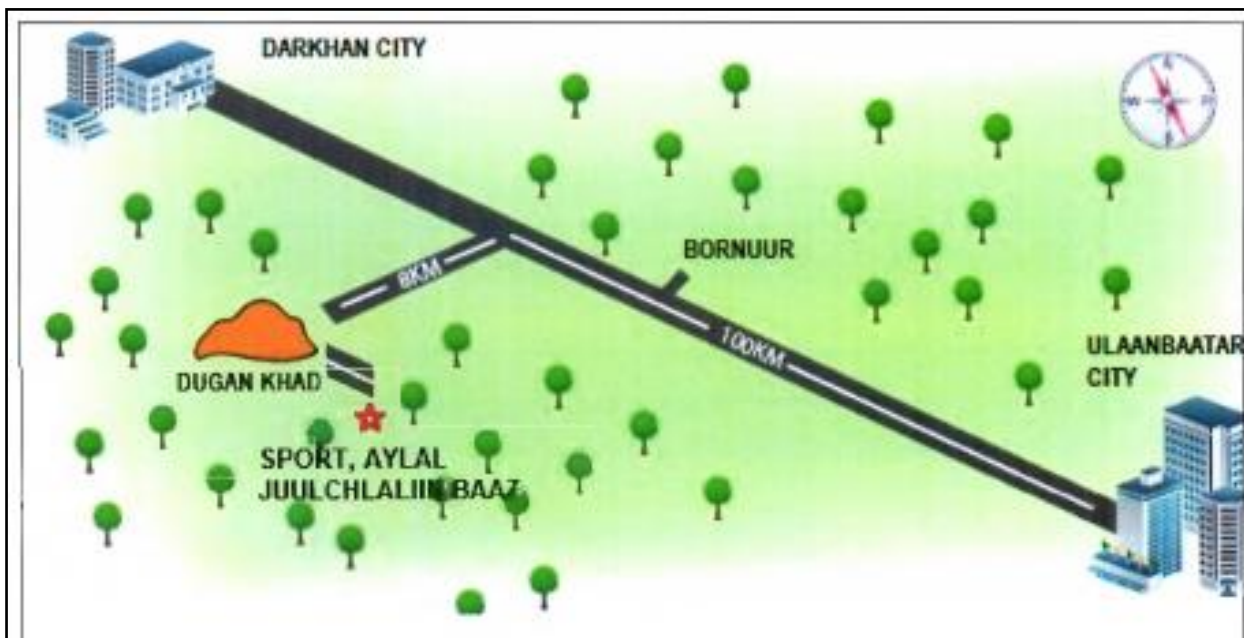 DARKHAN CITY
8KM
BORNUUR
100KM
ULAANBAATAR
CITY
DUGAN KHAD
SPORT, AYLAL
JUULCHLALIIN BAAZ